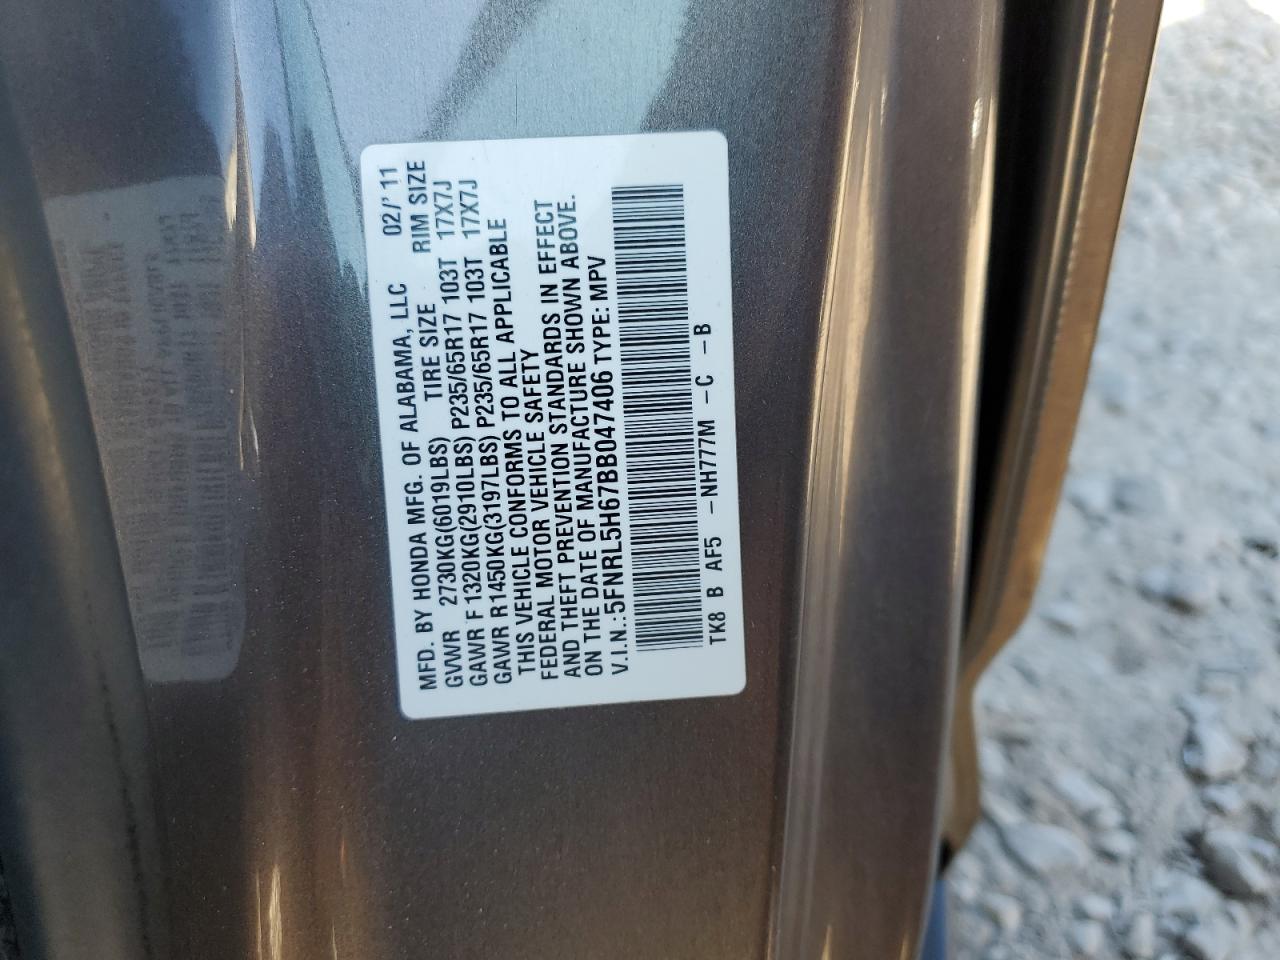 MFD. BY HONDA MFG. OF ALABAMA, LLC 02/' 11
GVWR 2730KG(6019LBS) TIRE SIZE RIM SIZE
GAWR F 1320KG(2910LBS) P235/65R17 103T 17X7J
GAWR R 1450KG(3197LBS) P235/65R17 103T 17X7J
THIS VEHICLE CONFORMS TO ALL APPLICABLE
FEDERAL MOTOR VEHICLE SAFETY
AND THEFT PREVENTION STANDARDS IN EFFECT
ON THE DATE OF MANUFACTURE SHOWN ABOVE.
V.I.N.:5FNRL5H67BB047406 TYPE: MPV
TK8 B AF5 -NH777M -C -B